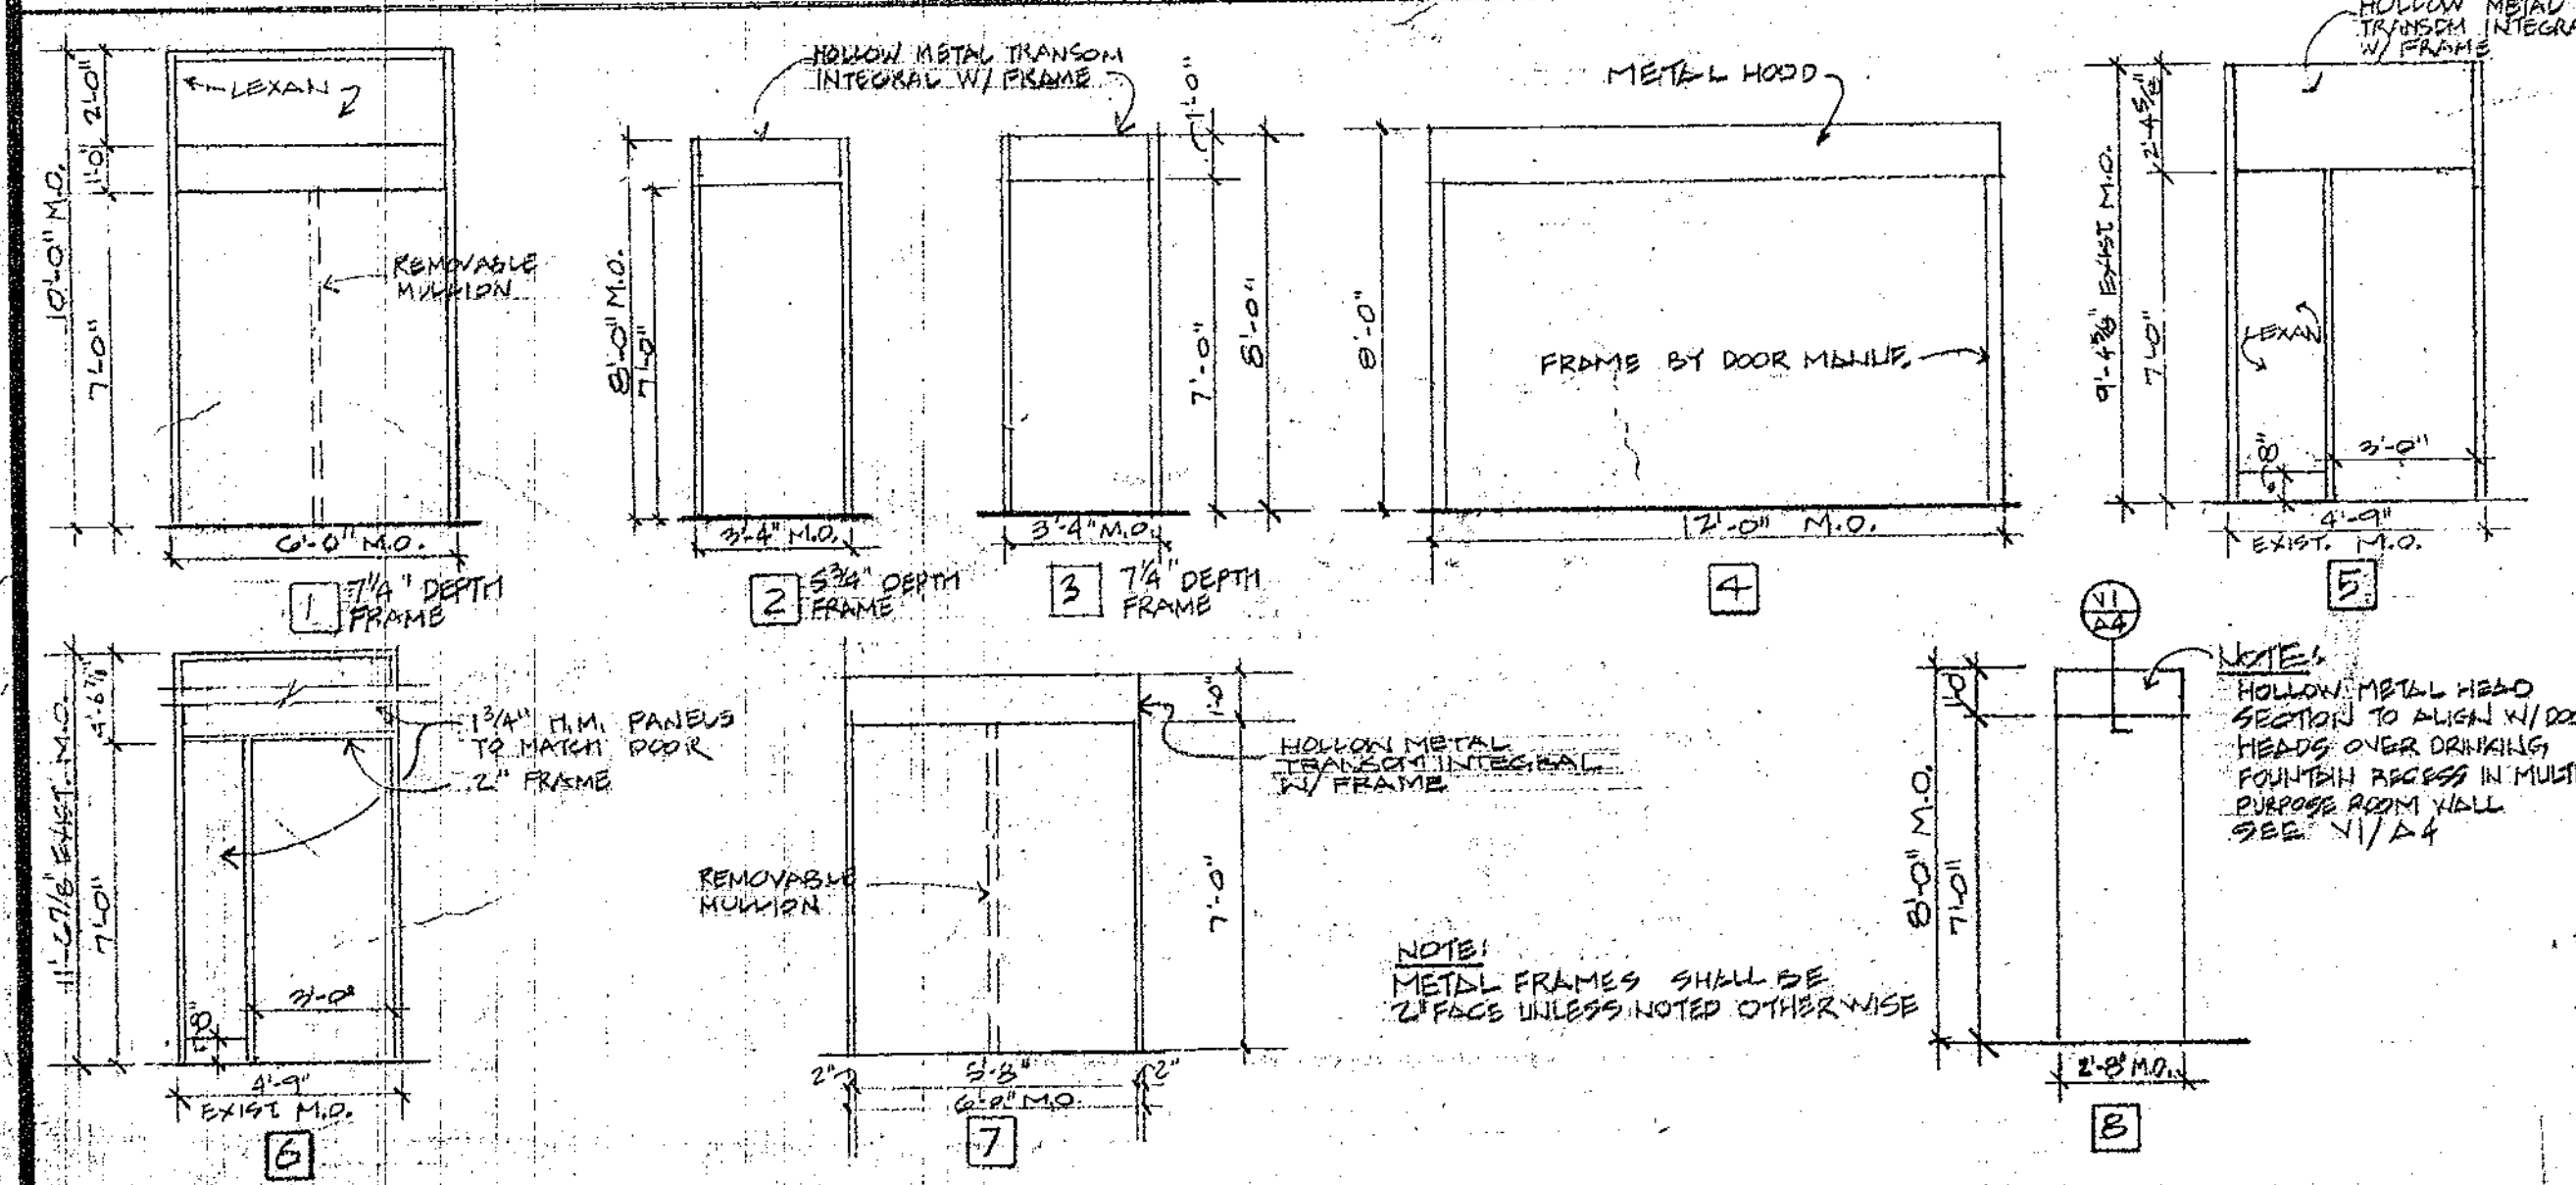 10'-0" M.O.
2'-0"
1'-0"
7'-0"
LEXAN
REMOVABLE
MULLION
6'-0" M.O.
1
7 1/4" DEPTH
FRAME
HOLLOW METAL TRANSOM
INTEGRAL W/ FRAME
8'-0" M.O.
7'-0"
3'-4" M.O.
2
5 3/4" DEPTH
FRAME
1'-0"
7'-0"
8'-0"
3'-4" M.O.
3
7 1/4" DEPTH
FRAME
METAL HOOD
8'-0"
FRAME BY DOOR MANUF.
12'-0" M.O.
4
HOLLOW METAL
TRANSOM INTEGRA
W/ FRAME
EXIST M.O.
7'-0"
LEXAN
8"
3'-0"
4'-9"
EXIST. M.O.
5
11'-6 7/8" EXIST. M.O.
4'-6 7/8"
7'-0"
1 3/4" H.M. PANELS
TO MATCH DOOR
2" FRAME
8"
3'-0"
4'-9"
EXIST M.O.
6
1'-0"
HOLLOW METAL
TRANSOM INTEGRAL
W/ FRAME
REMOVABLE
MULLION
7'-0"
2"
5'-8"
2"
6'-0" M.O.
7
NOTE:
METAL FRAMES SHALL BE
2" FACE UNLESS NOTED OTHERWISE
V1
A4
1'-0"
8'-0" M.O.
7'-0"
NOTE:
HOLLOW METAL HEAD
SECTION TO ALIGN W/ DOO
HEADS OVER DRINKING
FOUNTAIN RECESS IN MULTI
PURPOSE ROOM WALL
SEE V1/A4
2'-8" M.O.
8